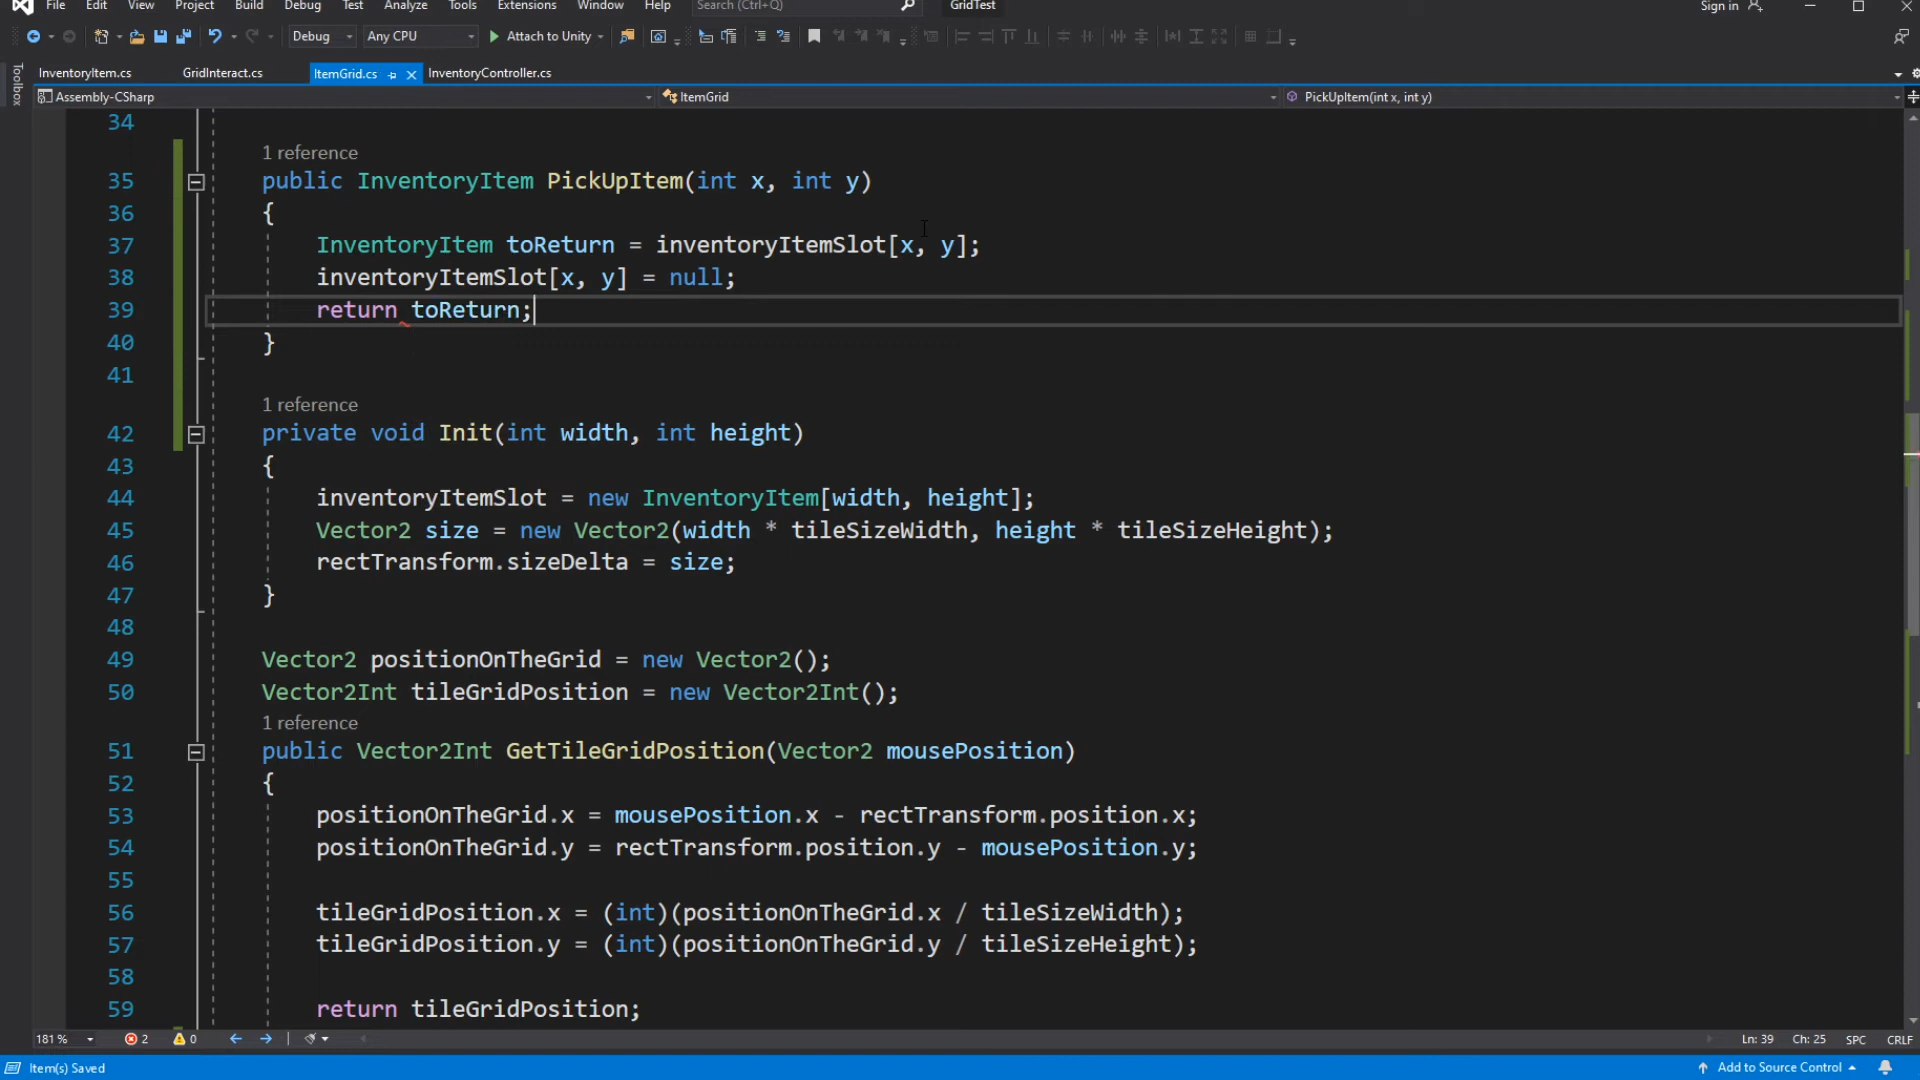 File Edit View Project Build Debug Test Analyze Tools Extensions Window Help Search (Ctrl+Q) GridTest Sign in
Debug Any CPU Attach to Unity
Toolbox
InventoryItem.cs GridInteract.cs ItemGrid.cs InventoryController.cs
Assembly-CSharp ItemGrid PickUpItem(int x, int y)
34
1 reference
35 public InventoryItem PickUpItem(int x, int y)
36 {
37 InventoryItem toReturn = inventoryItemSlot[x, y];
38 inventoryItemSlot[x, y] = null;
39 return toReturn;
40 }
41
1 reference
42 private void Init(int width, int height)
43 {
44 inventoryItemSlot = new InventoryItem[width, height];
45 Vector2 size = new Vector2(width * tileSizeWidth, height * tileSizeHeight);
46 rectTransform.sizeDelta = size;
47 }
48
49 Vector2 positionOnTheGrid = new Vector2();
50 Vector2Int tileGridPosition = new Vector2Int();
1 reference
51 public Vector2Int GetTileGridPosition(Vector2 mousePosition)
52 {
53 positionOnTheGrid.x = mousePosition.x - rectTransform.position.x;
54 positionOnTheGrid.y = rectTransform.position.y - mousePosition.y;
55
56 tileGridPosition.x = (int)(positionOnTheGrid.x / tileSizeWidth);
57 tileGridPosition.y = (int)(positionOnTheGrid.y / tileSizeHeight);
58
59 return tileGridPosition;
181 % 2 0 Ln: 39 Ch: 25 SPC CRLF
Item(s) Saved Add to Source Control